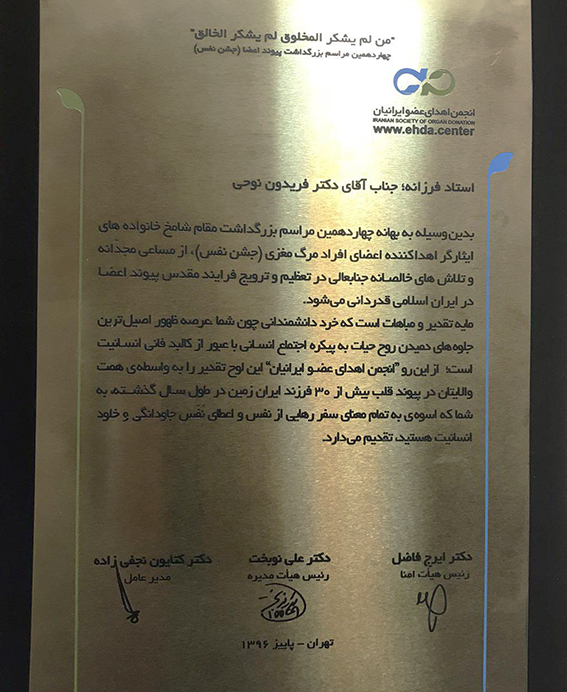 "من لم یشکر المخلوق لم یشکر الخالق"
چهاردهمین مراسم بزرگداشت پیوند اعضا (جشن نفس)
انجمن اهدای عضو ایرانیان
IRANIAN SOCIETY OF ORGAN DONATION
www.ehda.center
استاد فرزانه؛ جناب آقای دکتر فریدون نوحی
بدین‌وسیله به بهانه چهاردهمین مراسم بزرگداشت مقام شامخ خانواده های
ایثارگر اهداکننده اعضای افراد مرگ مغزی (جشن نفس)، از مساعی مجدّانه
و تلاش های خالصانه جنابعالی در تعظیم و ترویج فرایند مقدس پیوند اعضا
در ایران اسلامی قدردانی می‌شود.
مایه تقدیر و مباهات است که خرد دانشمندانی چون شما، عرصه ظهور اصیل‌ترین
جلوه‌های دمیدن روح حیات به پیکره اجتماع انسانی با عبور از کالبد فانی انسانیت
است؛ از این‌رو "انجمن اهدای عضو ایرانیان" این لوح تقدیر را به واسطه‌ی همت
والایتان در پیوند قلب بیش از ۳۰ فرزند ایران زمین در طول سال گذشته، به
شما که اسوه‌ی به تمام معنای سفر رهایی از نفس و اعطای نَفَسِ جاودانگی و خلود
انسانیت هستید، تقدیم می‌دارد.
دکتر ایرج فاضل
رئیس هیأت امنا
دکتر علی نوبخت
رئیس هیأت مدیره
دکتر کتایون نجفی زاده
مدیر عامل
تهران - پاییز ۱۳۹۶